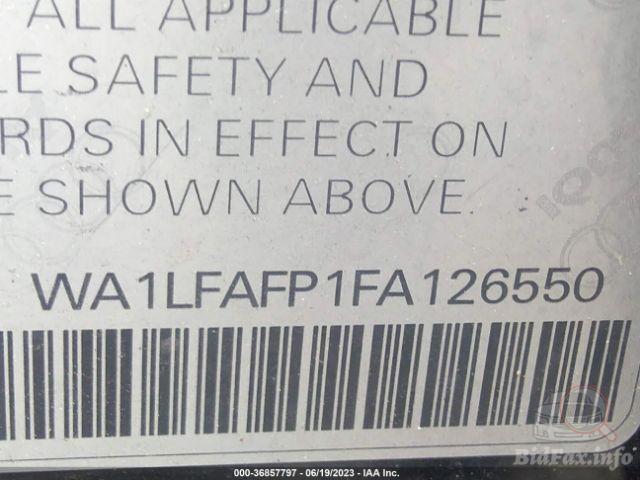 ALL APPLICABLE
LE SAFETY AND
RDS IN EFFECT ON
E SHOWN ABOVE.
WA1LFAFP1FA126550
BidFax.info
000-36857797 - 06/19/2023 - IAA Inc.